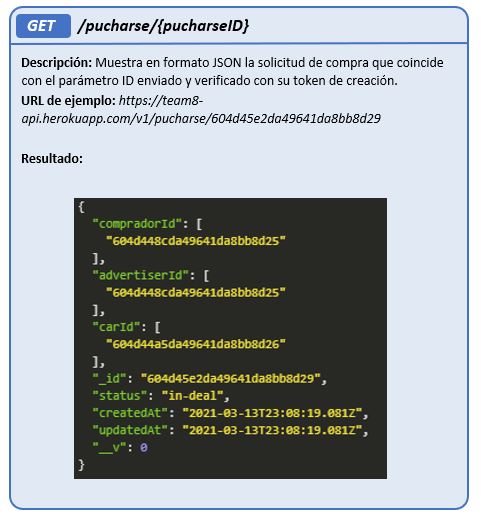 GET /pucharse/{pucharseID}
Descripción: Muestra en formato JSON la solicitud de compra que coincide
con el parámetro ID enviado y verificado con su token de creación.
URL de ejemplo: https://team8-
api.herokuapp.com/v1/pucharse/604d45e2da49641da8bb8d29
Resultado:
{
"compradorId": [
"604d448cda49641da8bb8d25"
],
"advertiserId": [
"604d448cda49641da8bb8d25"
],
"carId": [
"604d44a5da49641da8bb8d26"
],
"_id": "604d45e2da49641da8bb8d29",
"status": "in-deal",
"createdAt": "2021-03-13T23:08:19.081Z",
"updatedAt": "2021-03-13T23:08:19.081Z",
"__v": 0
}